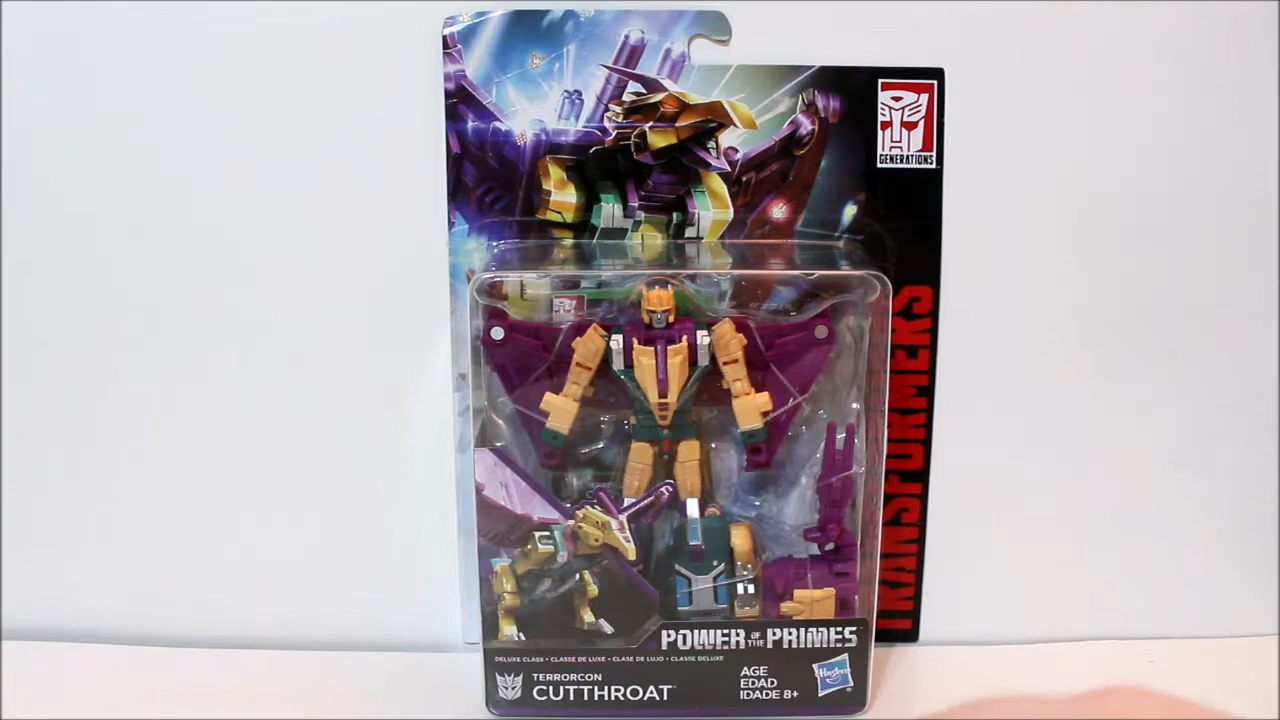 GENERATIONS
TRANSFORMERS
POWER OF THE PRIMES
DELUXE CLASS • CLASSE DE LUXE • CLASE DE LUJO • CLASSE DELUXE
TERRORCON
CUTTHROAT™
AGE
EDAD
IDADE 8+
Hasbro